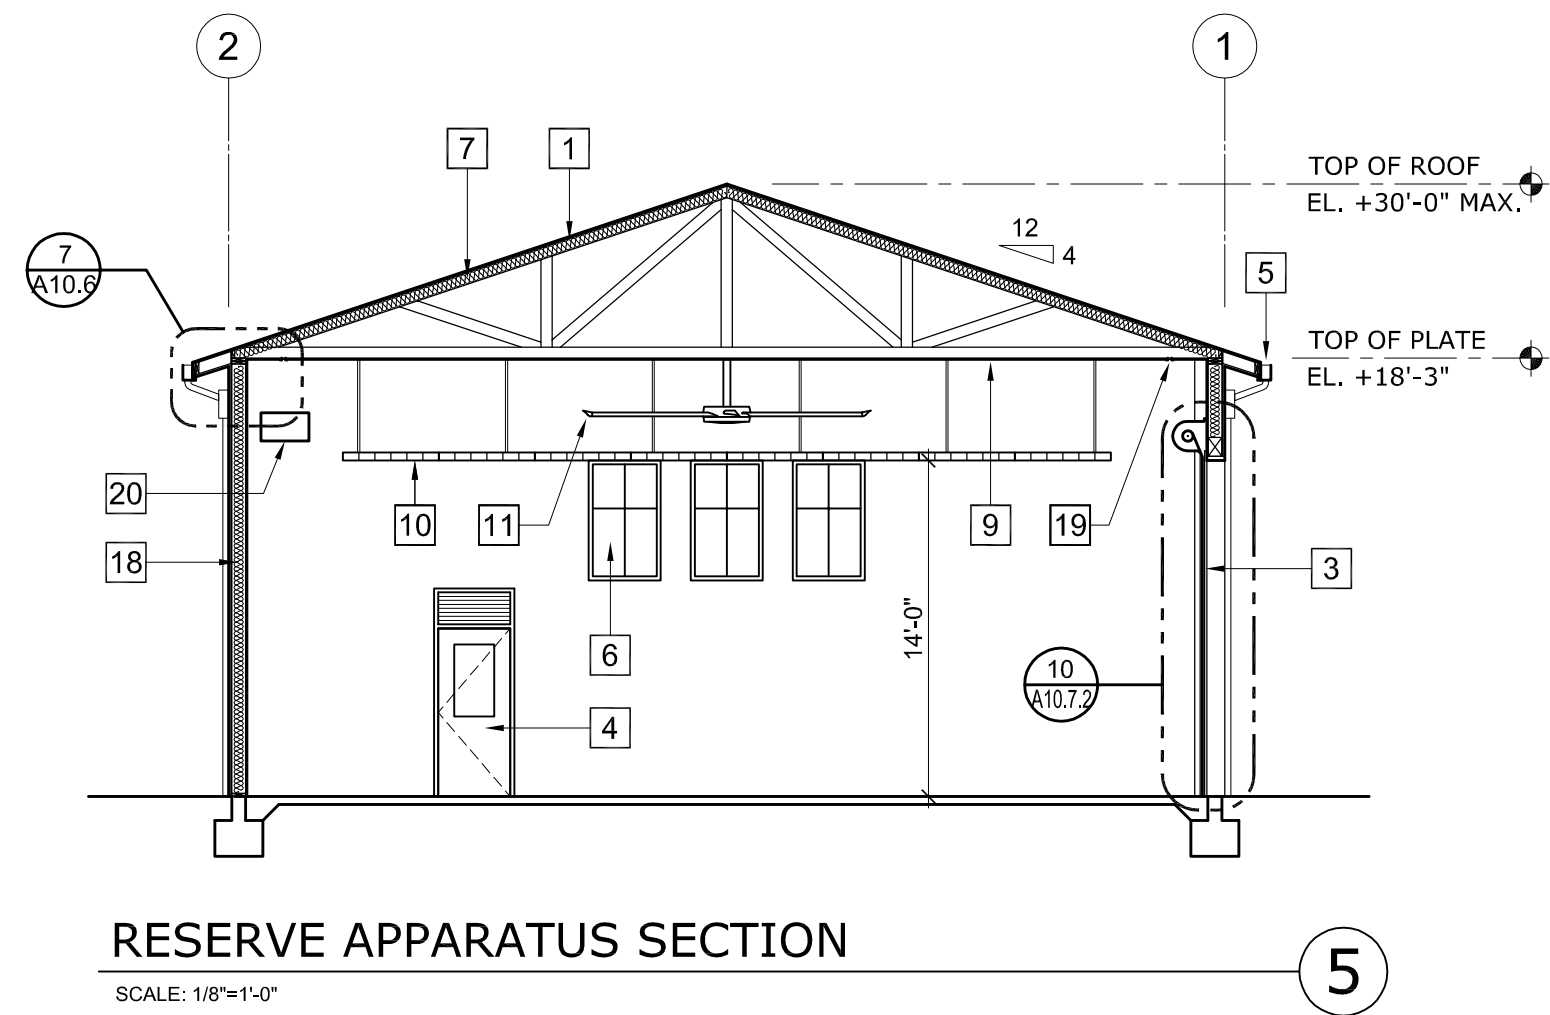 2
1
7
1
TOP OF ROOF
EL. +30'-0" MAX.
12
4
7
A10.6
5
TOP OF PLATE
EL. +18'-3"
20
10
11
9
19
18
3
14'-0"
6
10
A10.7.2
4
RESERVE APPARATUS SECTION
5
SCALE: 1/8"=1'-0"